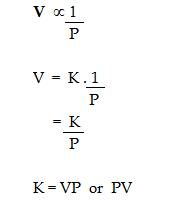 V ∝ 1
P
V = K . 1
P
= K
P
K = VP or PV